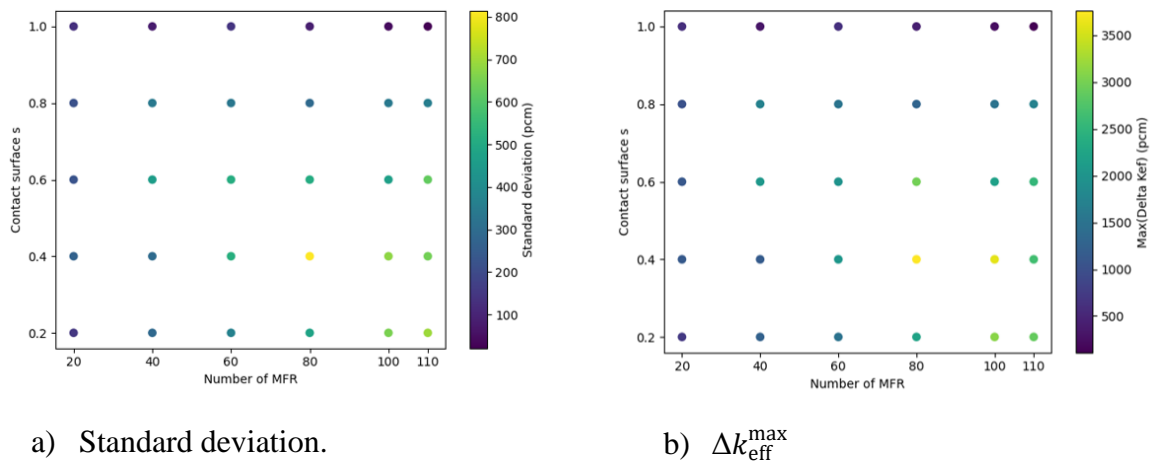 1.0
0.8
0.6
0.4
0.2
Contact surface s
20 40 60 80 100 110
Number of MFR
800
700
600
500
400
300
200
100
Standard deviation (pcm)
a) Standard deviation.
1.0
0.8
0.6
0.4
0.2
Contact surface s
20 40 60 80 100 110
Number of MFR
3500
3000
2500
2000
1500
1000
500
Max(Delta Kef) (pcm)
b) Δk_eff^max